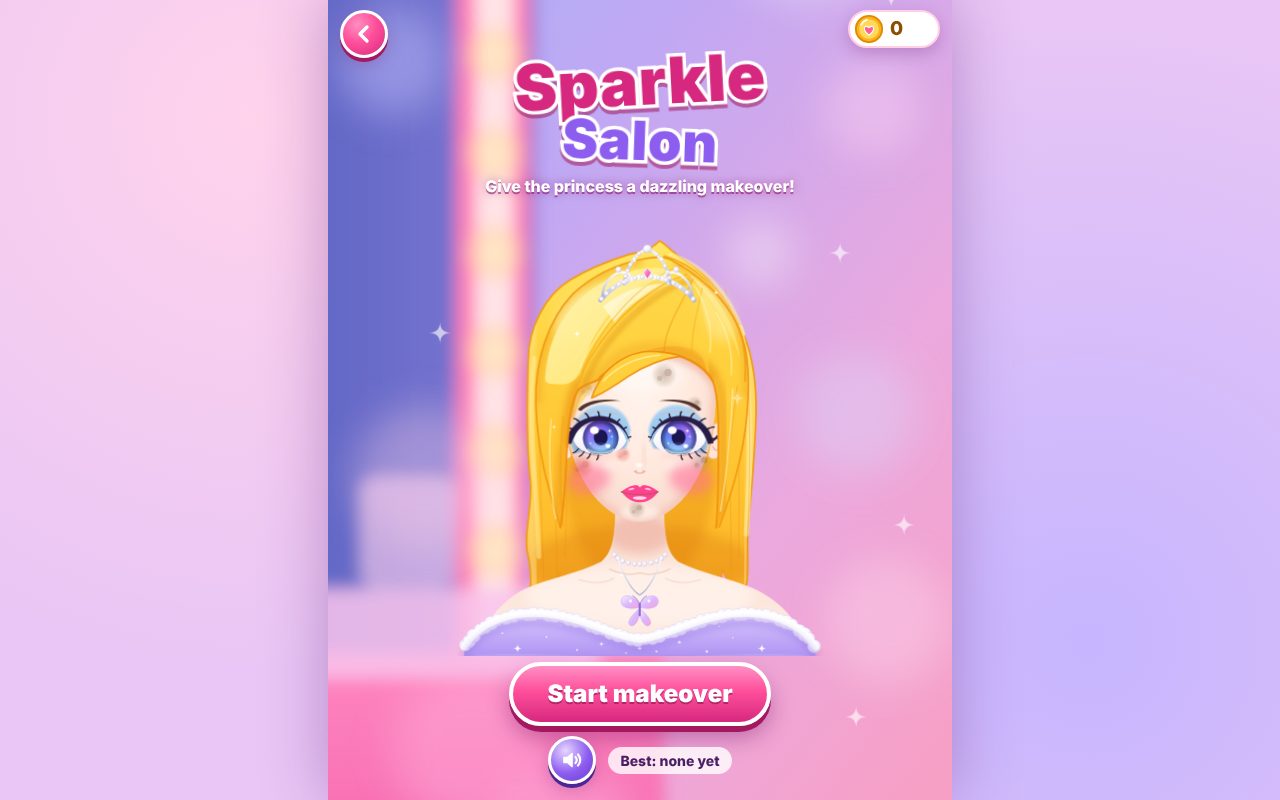 0
Sparkle
Salon
Give the princess a dazzling makeover!
Start makeover
Best: none yet